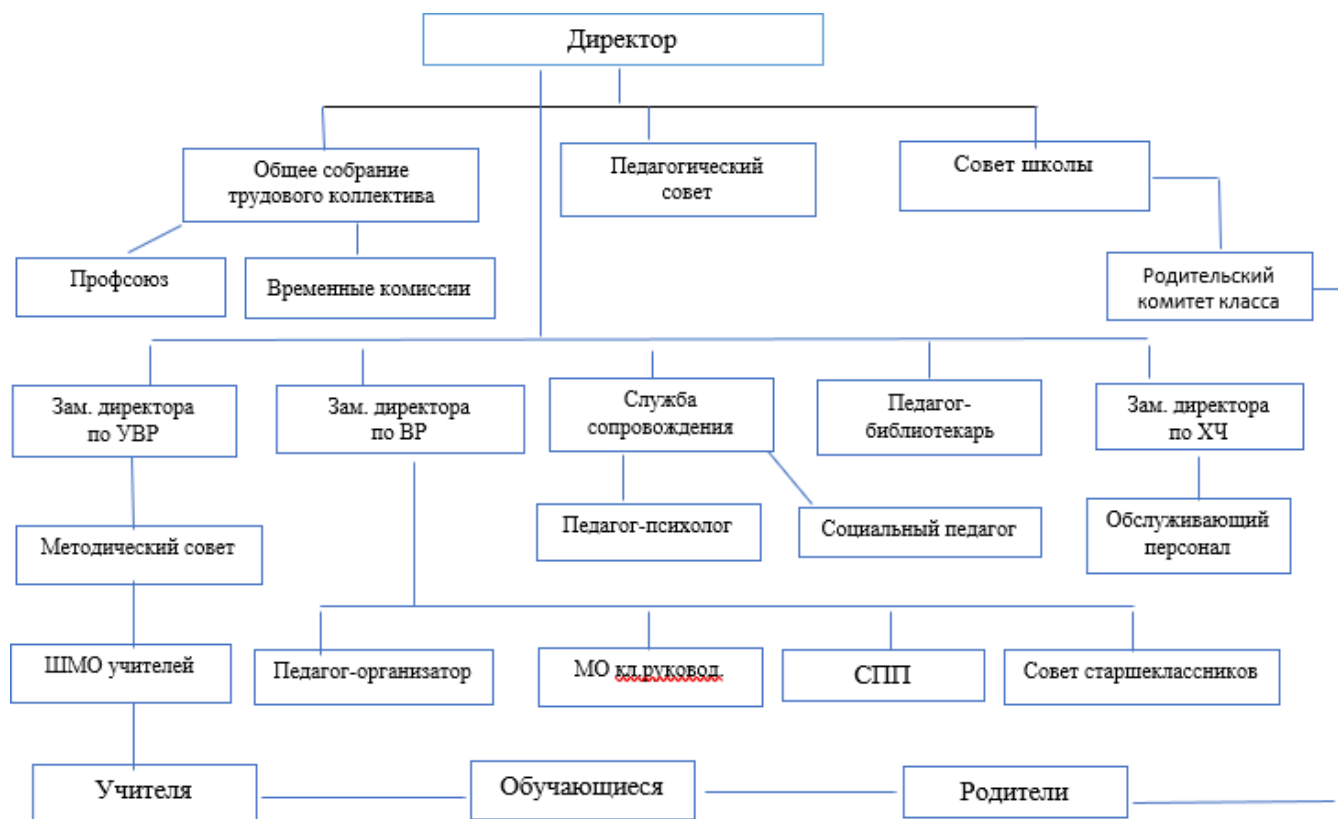 Директор
Общее собрание
трудового коллектива
Педагогический
совет
Совет школы
Профсоюз
Временные комиссии
Родительский
комитет класса
Зам. директора
по УВР
Зам. директора
по ВР
Служба
сопровождения
Педагог-
библиотекарь
Зам. директора
по ХЧ
Педагог-психолог
Социальный педагог
Обслуживающий
персонал
Методический совет
ШМО учителей
Педагог-организатор
МО кл.руковод.
СПП
Совет старшеклассников
Учителя
Обучающиеся
Родители